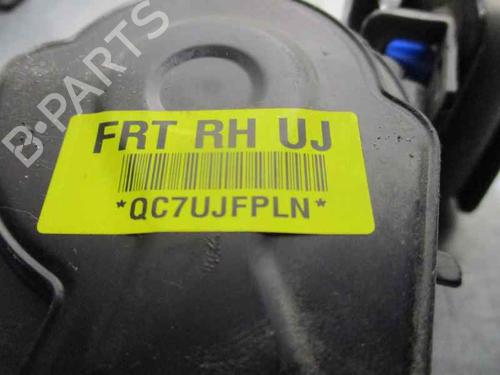 B-PARTS
FRT RH UJ
*QC7UJFPLN*